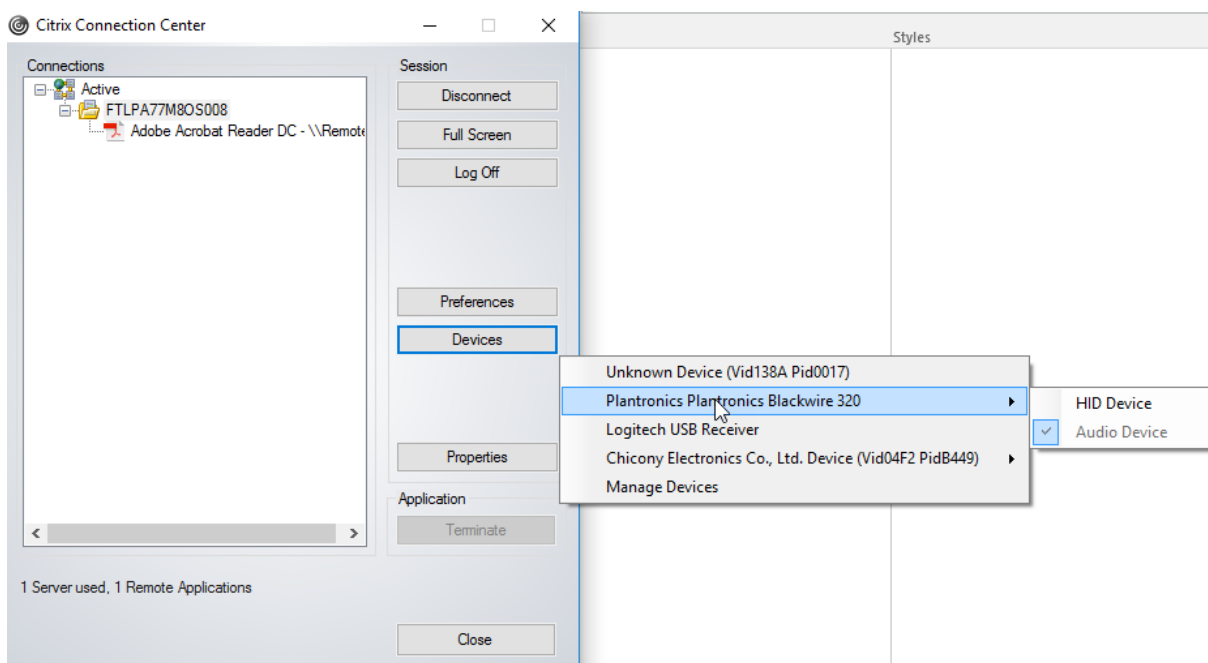 Citrix Connection Center
Styles
Connections
Active
FTLPA77M8OS008
Adobe Acrobat Reader DC - \\Remote
Session
Disconnect
Full Screen
Log Off
Preferences
Devices
Unknown Device (Vid138A Pid0017)
Plantronics Plantronics Blackwire 320
Logitech USB Receiver
Chicony Electronics Co., Ltd. Device (Vid04F2 PidB449)
Manage Devices
HID Device
Audio Device
Properties
Application
Terminate
1 Server used, 1 Remote Applications
Close